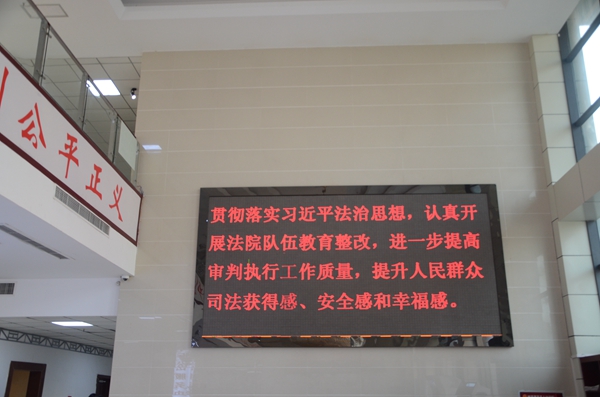 公平正义
贯彻落实习近平法治思想，认真开
展法院队伍教育整改，进一步提高
审判执行工作质量，提升人民群众
司法获得感、安全感和幸福感。